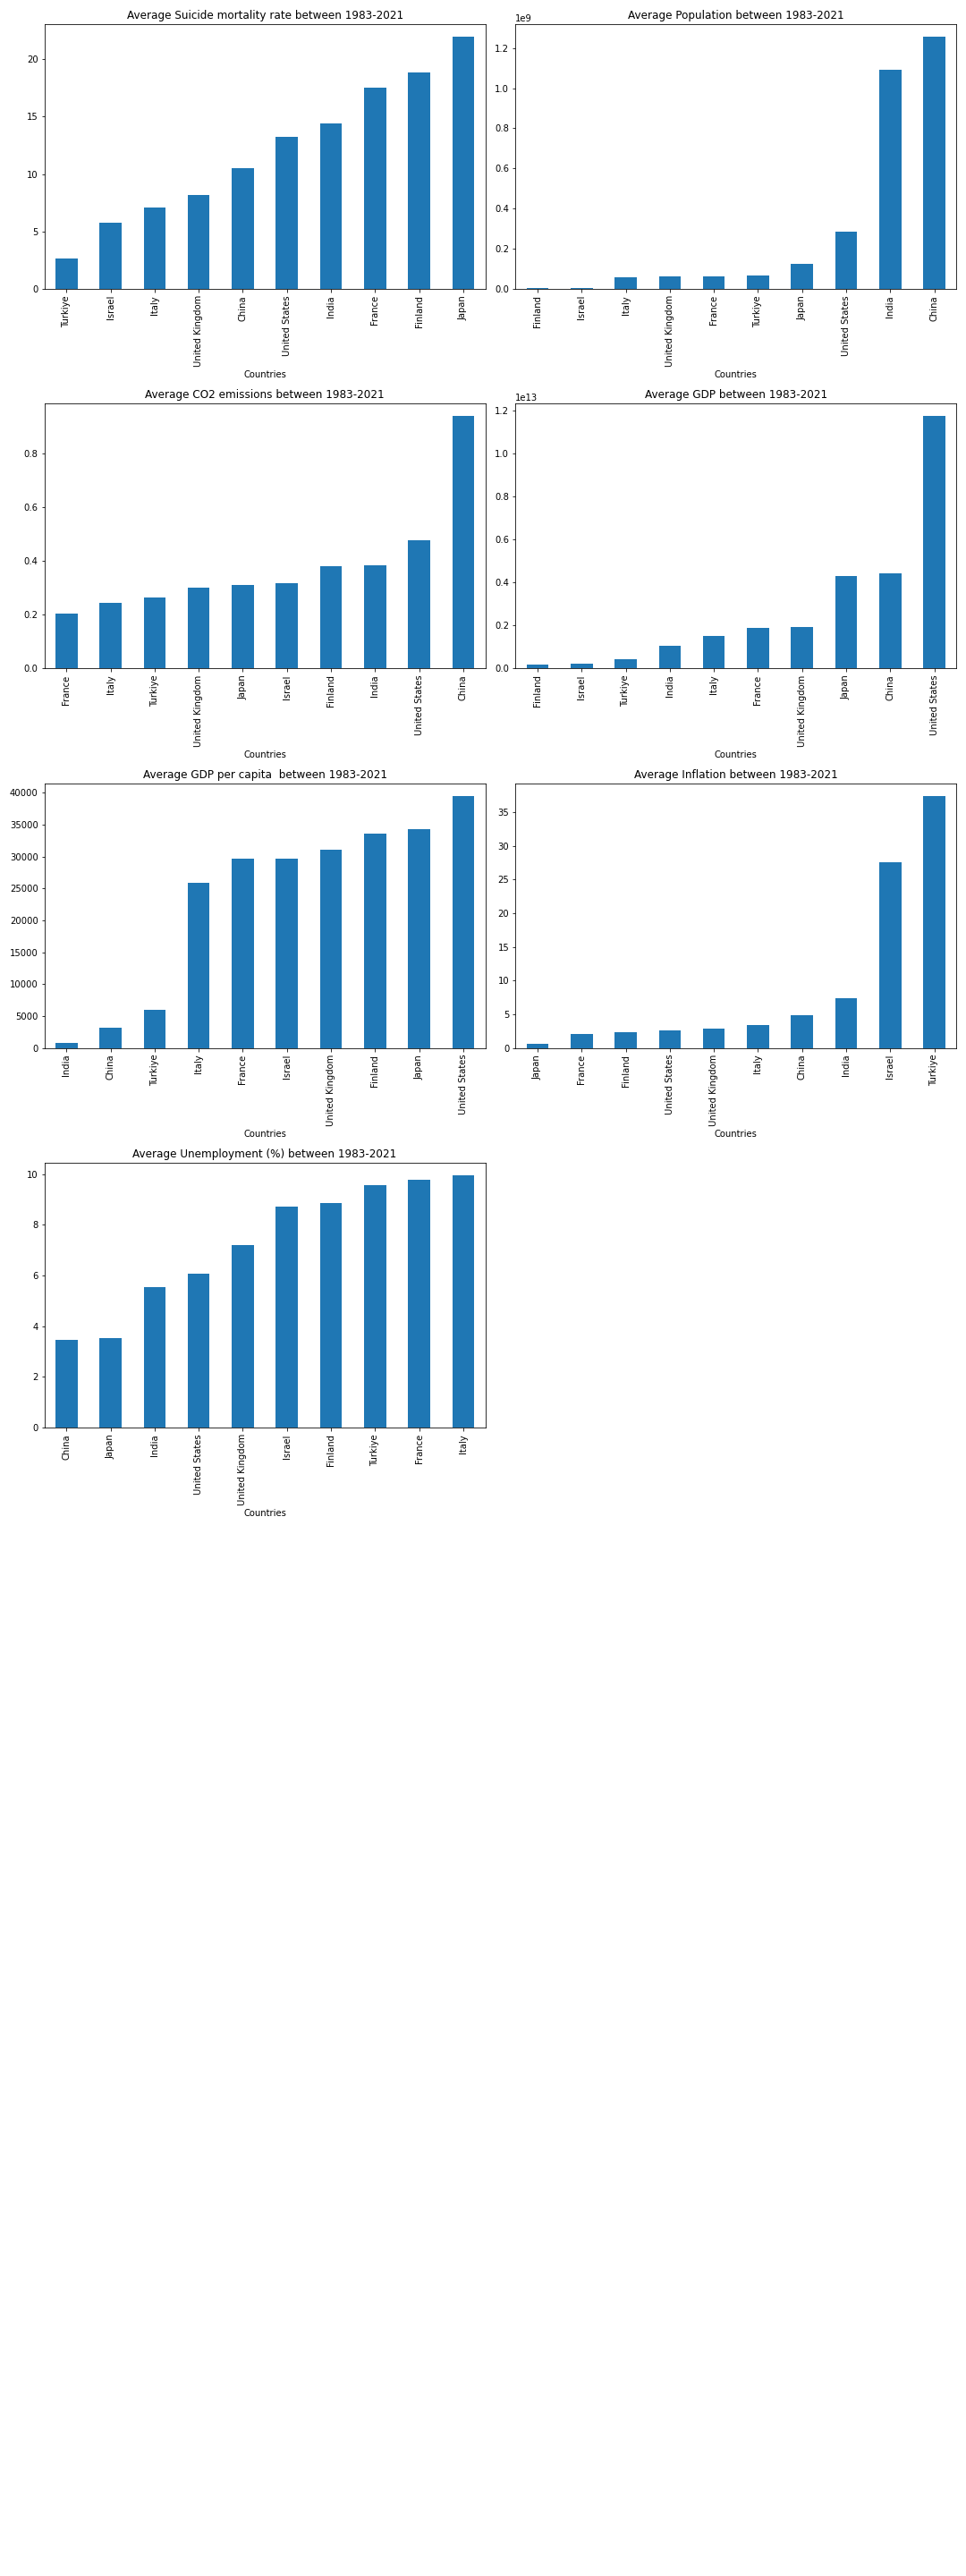 Average Suicide mortality rate between 1983-2021
20
15
10
5
0
Turkiye
Israel
Italy
United Kingdom
China
United States
India
France
Finland
Japan
Countries
Average Population between 1983-2021
1e9
1.2
1.0
0.8
0.6
0.4
0.2
0.0
Finland
Israel
Italy
United Kingdom
France
Turkiye
Japan
United States
India
China
Countries
Average CO2 emissions between 1983-2021
0.8
0.6
0.4
0.2
0.0
France
Italy
Turkiye
United Kingdom
Japan
Israel
Finland
India
United States
China
Countries
Average GDP between 1983-2021
1e13
1.2
1.0
0.8
0.6
0.4
0.2
0.0
Finland
Israel
Turkiye
India
Italy
France
United Kingdom
Japan
China
United States
Countries
Average GDP per capita  between 1983-2021
40000
35000
30000
25000
20000
15000
10000
5000
0
India
China
Turkiye
Italy
France
Israel
United Kingdom
Finland
Japan
United States
Countries
Average Inflation between 1983-2021
35
30
25
20
15
10
5
0
Japan
France
Finland
United States
United Kingdom
Italy
China
India
Israel
Turkiye
Countries
Average Unemployment (%) between 1983-2021
10
8
6
4
2
0
China
Japan
India
United States
United Kingdom
Israel
Finland
Turkiye
France
Italy
Countries